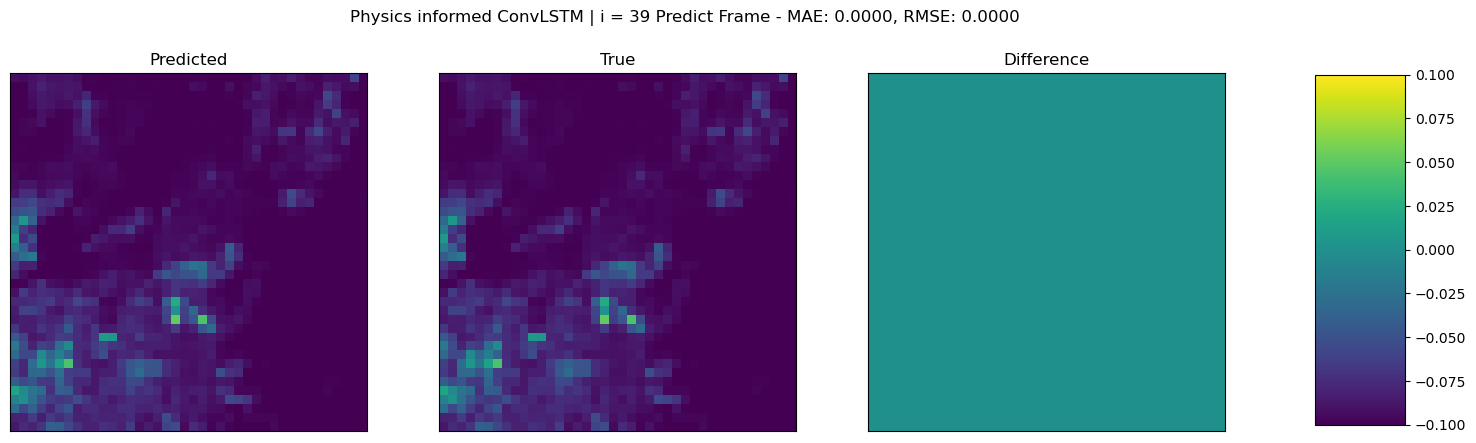 Physics informed ConvLSTM | i = 39 Predict Frame - MAE: 0.0000, RMSE: 0.0000
Predicted
True
Difference
0.100
0.075
0.050
0.025
0.000
−0.025
−0.050
−0.075
−0.100